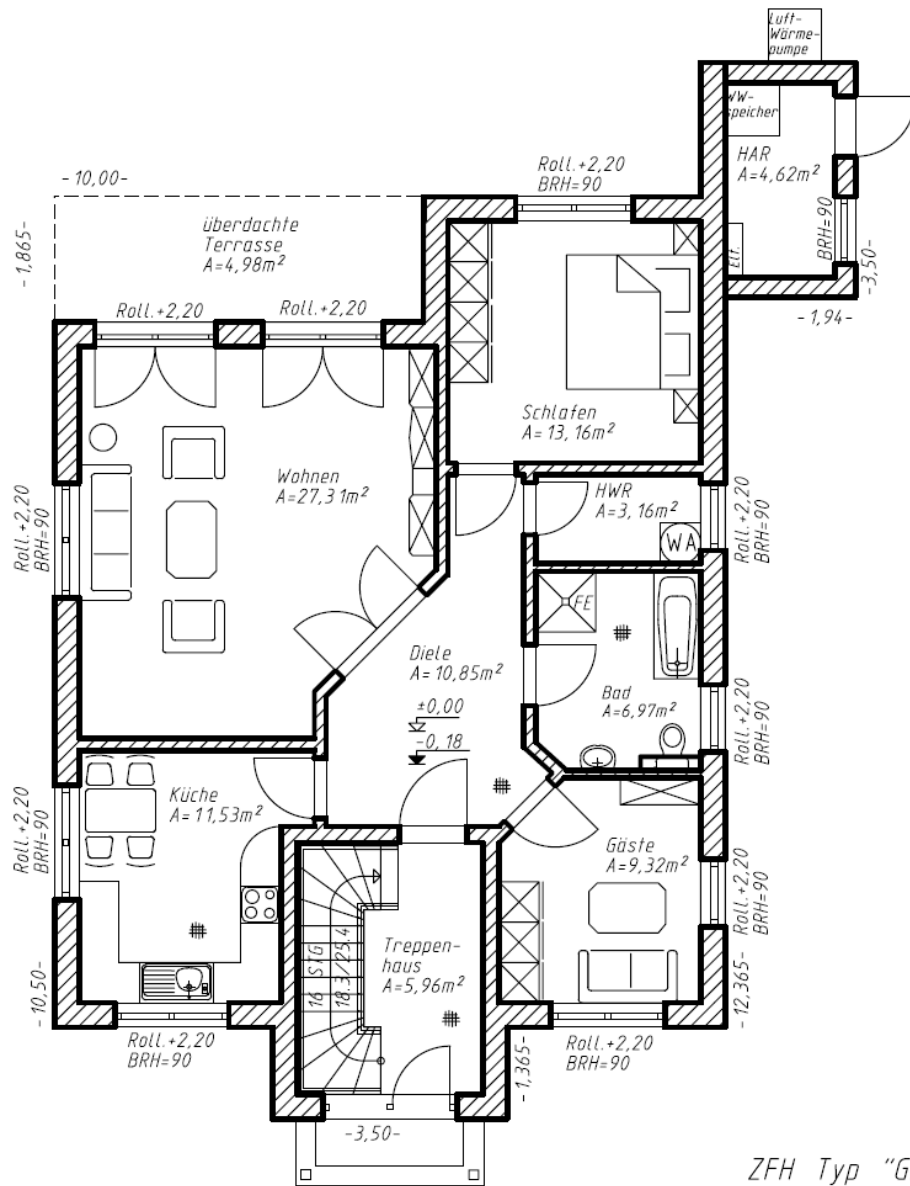 Luft-
Wärme-
pumpe
WW-
speicher
HAR
A=4,62m²
Elt.
BRH=90
-3,50-
-1,94-
-10,00-
-1,865-
überdachte
Terrasse
A=4,98m²
Roll.+2,20
BRH=90
Roll.+2,20
Roll.+2,20
Schlafen
A=13,16m²
Wohnen
A=27,31m²
HWR
A=3,16m²
WA
Roll.+2,20
BRH=90
Roll.+2,20
BRH=90
FE
Diele
A=10,85m²
±0,00
-0,18
Bad
A=6,97m²
Roll.+2,20
BRH=90
Küche
A=11,53m²
Roll.+2,20
BRH=90
Gäste
A=9,32m²
Roll.+2,20
BRH=90
Treppen-
haus
A=5,96m²
16 STG
18.3/25.4
-10,50-
-12,365-
Roll.+2,20
BRH=90
Roll.+2,20
BRH=90
-1,365-
-3,50-
ZFH Typ "G